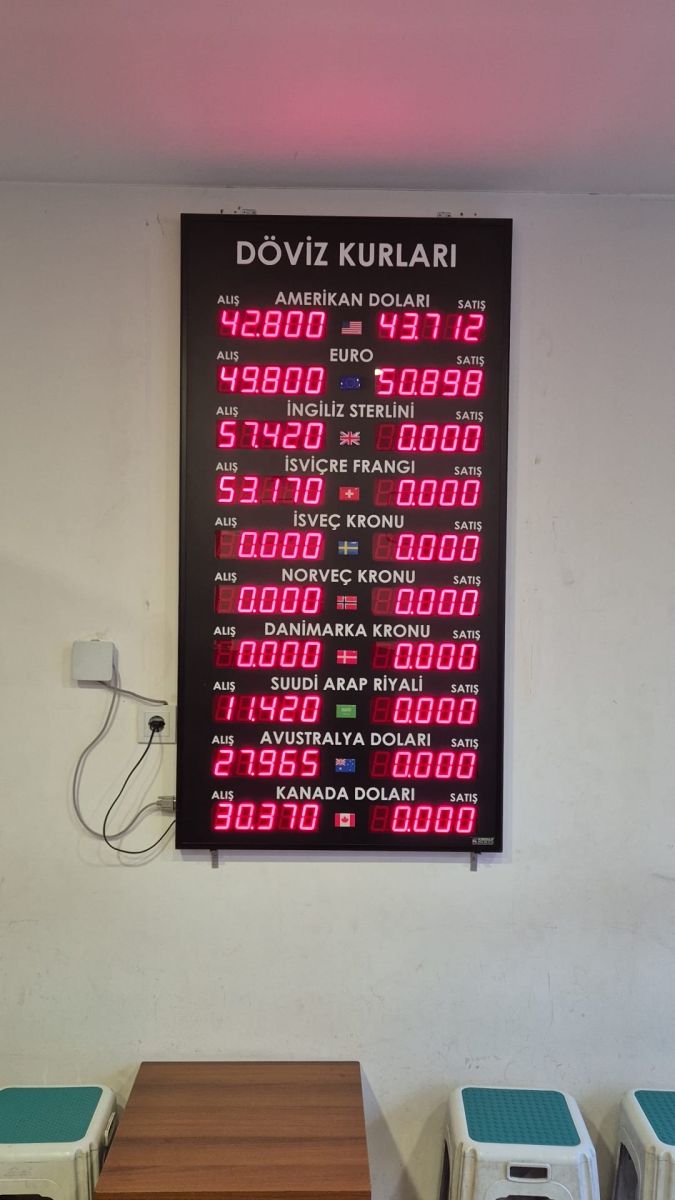 DÖVİZ KURLARI
ALIŞ AMERİKAN DOLARI SATIŞ
42.800 43.712
ALIŞ EURO SATIŞ
49.800 50.898
ALIŞ İNGİLİZ STERLİNİ SATIŞ
57.420 0.000
ALIŞ İSVİÇRE FRANGI SATIŞ
53.170 0.000
ALIŞ İSVEÇ KRONU SATIŞ
0.000 0.000
ALIŞ NORVEÇ KRONU SATIŞ
0.000 0.000
ALIŞ DANİMARKA KRONU SATIŞ
0.000 0.000
ALIŞ SUUDİ ARAP RİYALİ SATIŞ
11.420 0.000
ALIŞ AVUSTRALYA DOLARI SATIŞ
27.965 0.000
ALIŞ KANADA DOLARI SATIŞ
30.370 0.000